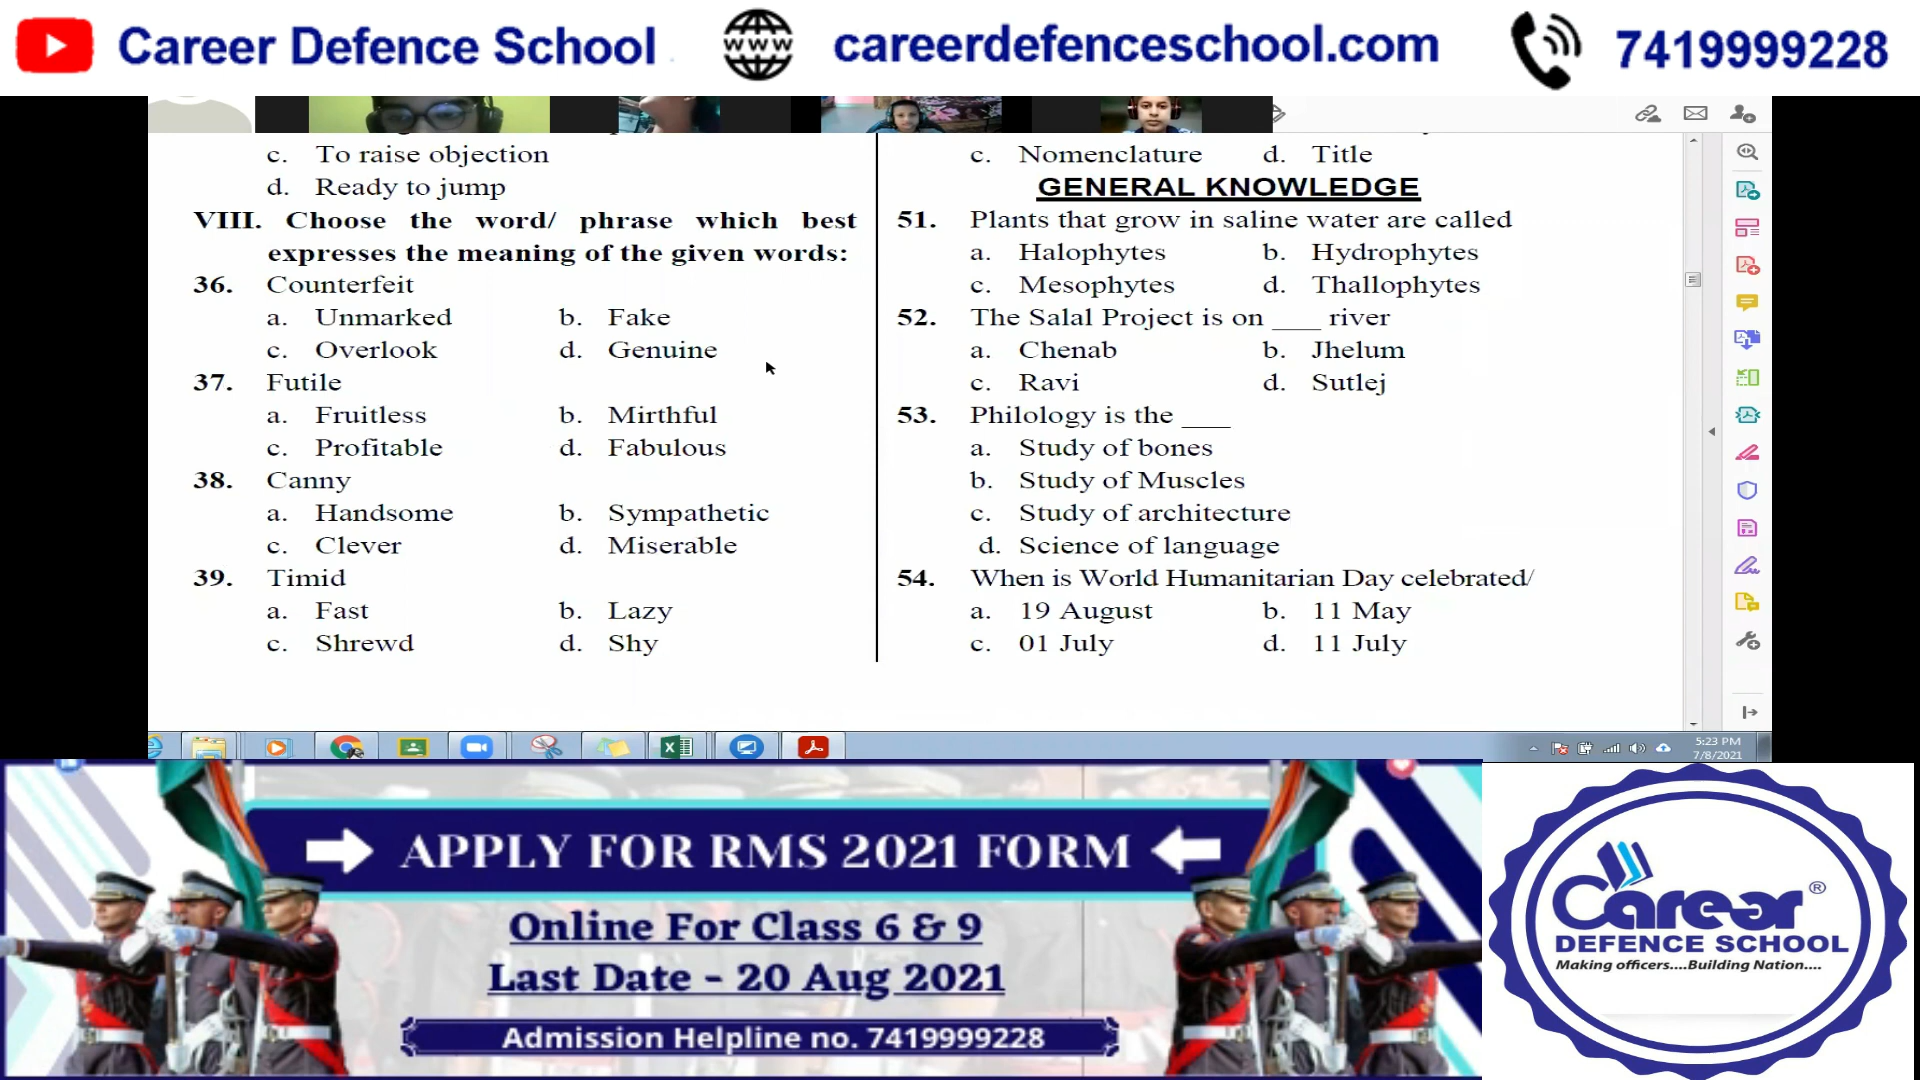 Career Defence School
www
careerdefenceschool.com
7419999228
c. To raise objection
d. Ready to jump
VIII. Choose the word/ phrase which best
expresses the meaning of the given words:
36. Counterfeit
a. Unmarked b. Fake
c. Overlook d. Genuine
37. Futile
a. Fruitless b. Mirthful
c. Profitable d. Fabulous
38. Canny
a. Handsome b. Sympathetic
c. Clever d. Miserable
39. Timid
a. Fast b. Lazy
c. Shrewd d. Shy
c. Nomenclature d. Title
GENERAL KNOWLEDGE
51. Plants that grow in saline water are called
a. Halophytes b. Hydrophytes
c. Mesophytes d. Thallophytes
52. The Salal Project is on ___ river
a. Chenab b. Jhelum
c. Ravi d. Sutlej
53. Philology is the ___
a. Study of bones
b. Study of Muscles
c. Study of architecture
d. Science of language
54. When is World Humanitarian Day celebrated/
a. 19 August b. 11 May
c. 01 July d. 11 July
5:23 PM
7/8/2021
APPLY FOR RMS 2021 FORM
Online For Class 6 & 9
Last Date - 20 Aug 2021
Admission Helpline no. 7419999228
Career®
DEFENCE SCHOOL
Making officers....Building Nation....